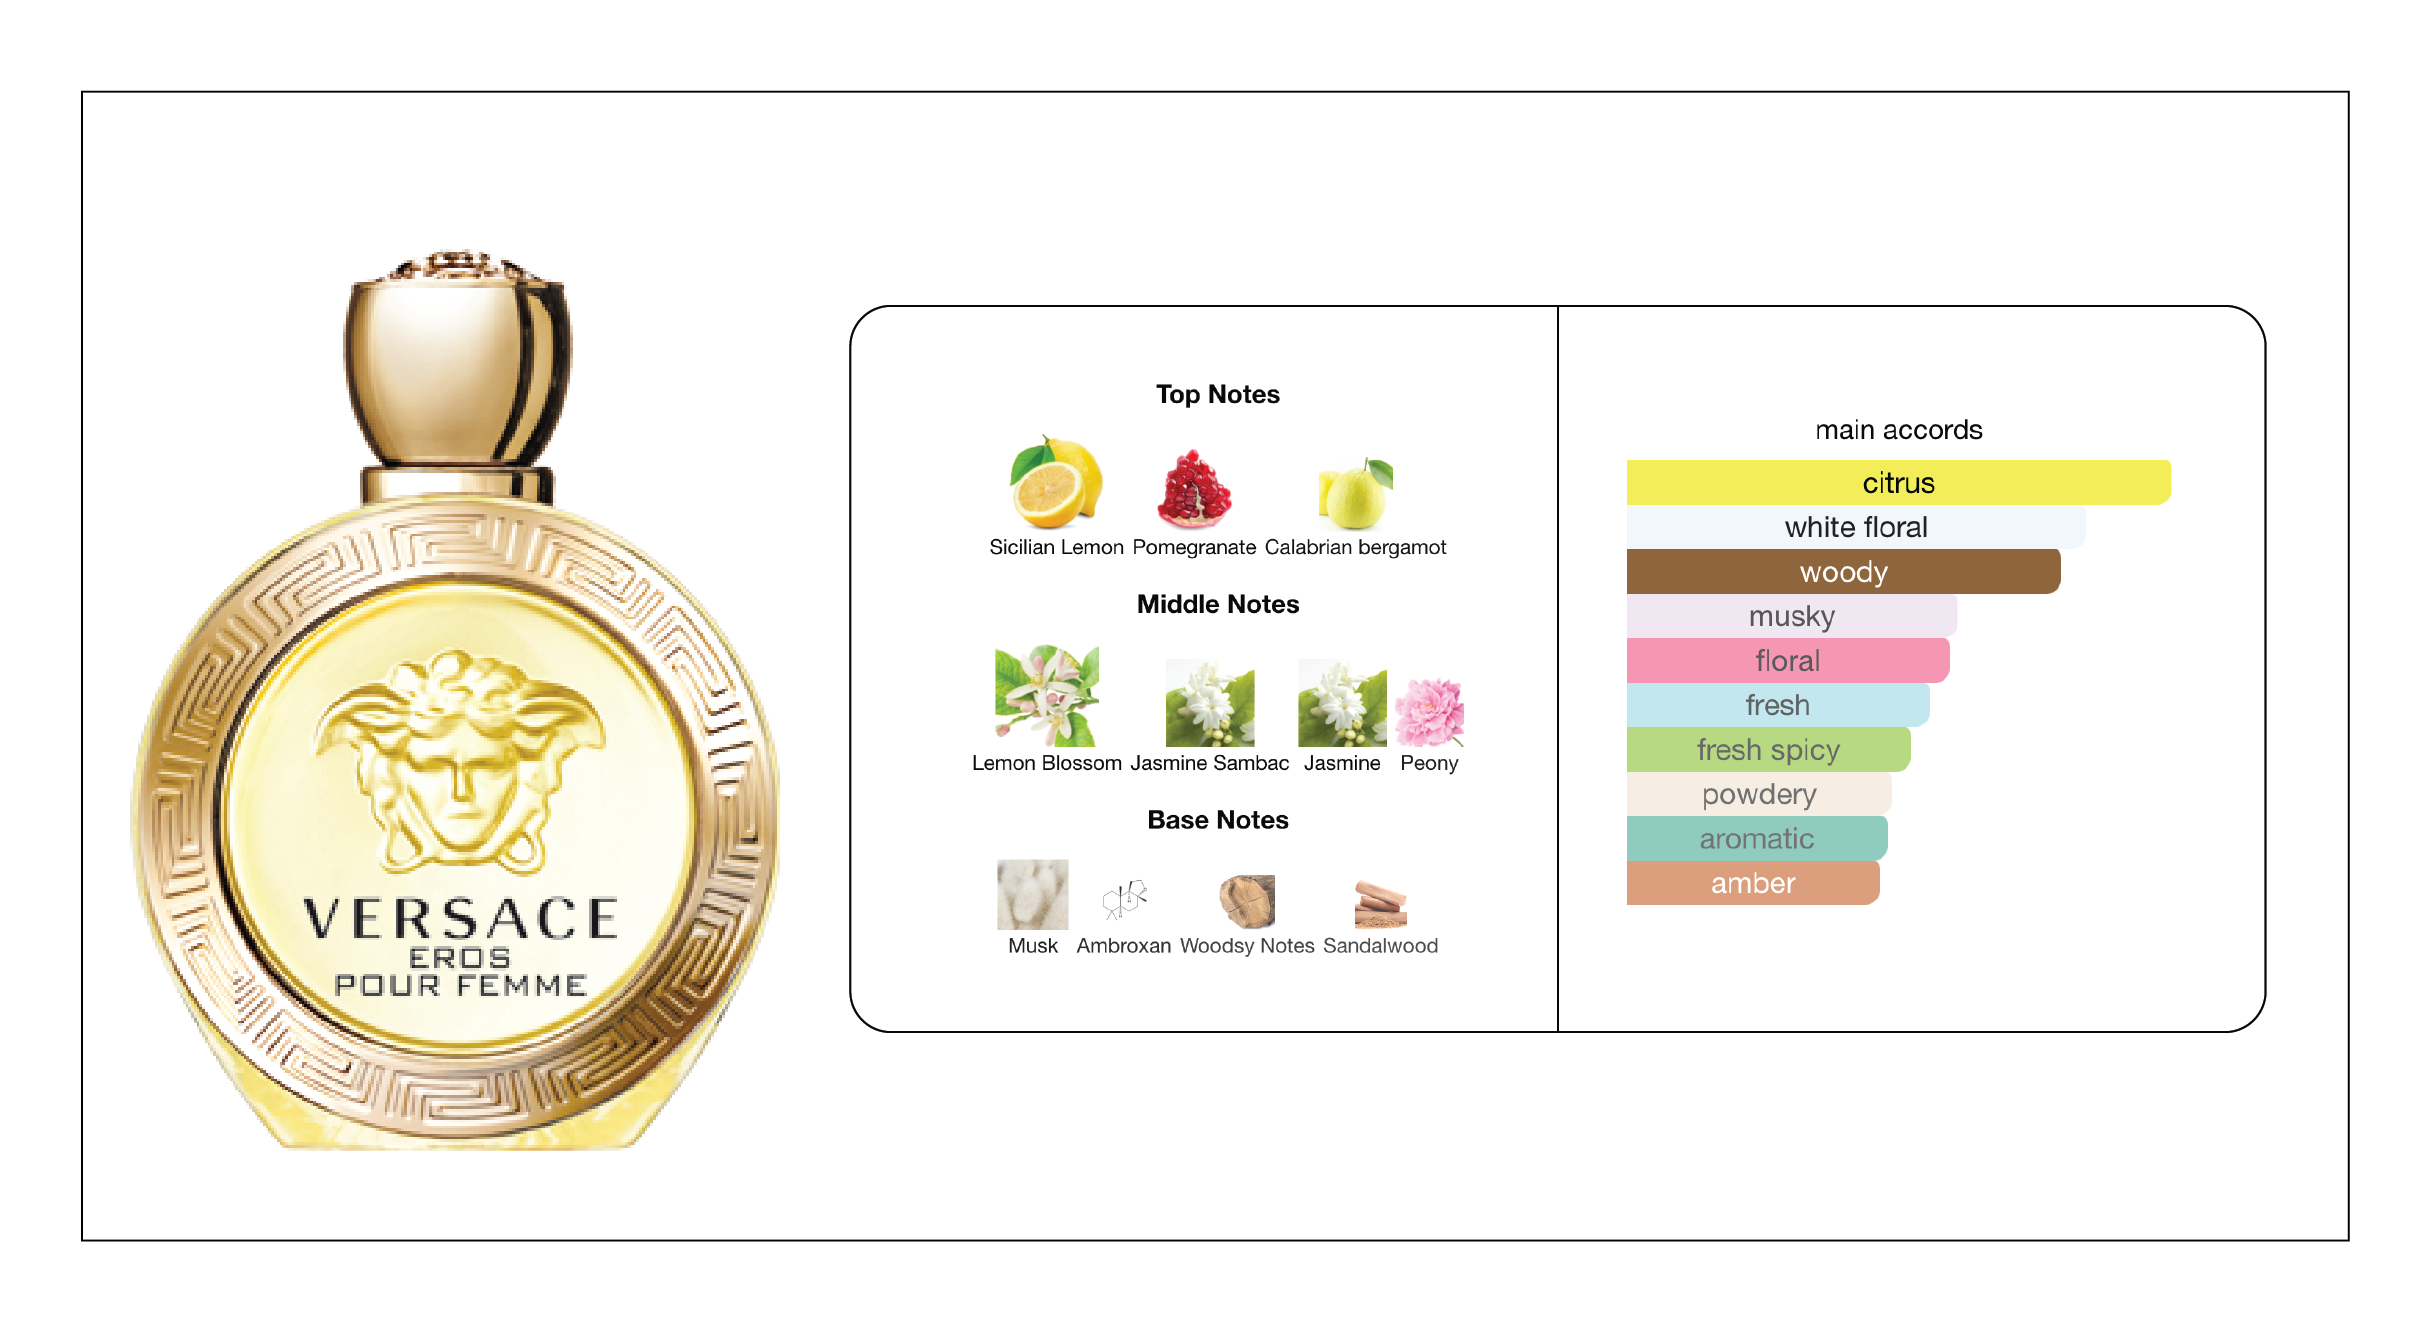 VERSACE
EROS
POUR FEMME
Top Notes
Sicilian Lemon Pomegranate Calabrian bergamot
Middle Notes
Lemon Blossom Jasmine Sambac Jasmine Peony
Base Notes
Musk Ambroxan Woodsy Notes Sandalwood
main accords
citrus
white floral
woody
musky
floral
fresh
fresh spicy
powdery
aromatic
amber